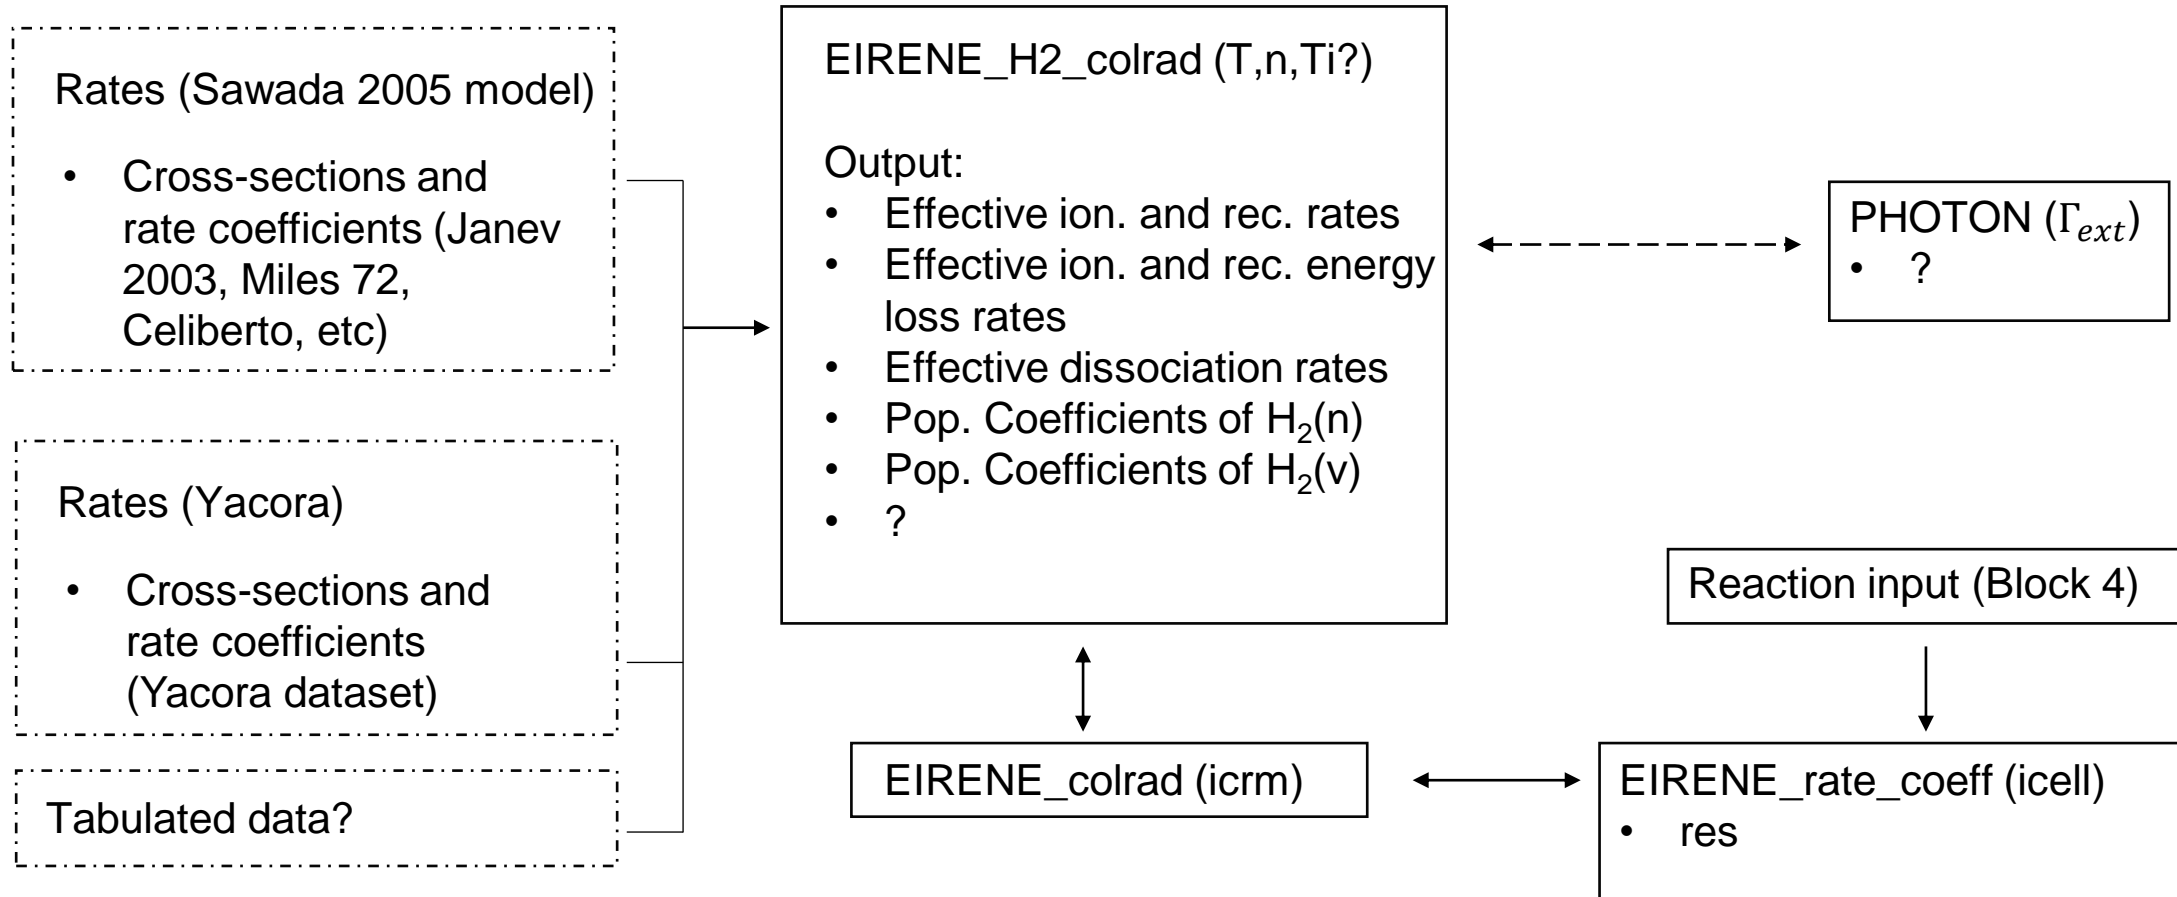 Rates (Sawada 2005 model)
• Cross-sections and
rate coefficients (Janev
2003, Miles 72,
Celiberto, etc)
Rates (Yacora)
• Cross-sections and
rate coefficients
(Yacora dataset)
Tabulated data?
EIRENE_H2_colrad (T,n,Ti?)
Output:
• Effective ion. and rec. rates
• Effective ion. and rec. energy
loss rates
• Effective dissociation rates
• Pop. Coefficients of H₂(n)
• Pop. Coefficients of H₂(v)
• ?
PHOTON (Γ_{ext})
• ?
Reaction input (Block 4)
EIRENE_colrad (icrm)
EIRENE_rate_coeff (icell)
• res